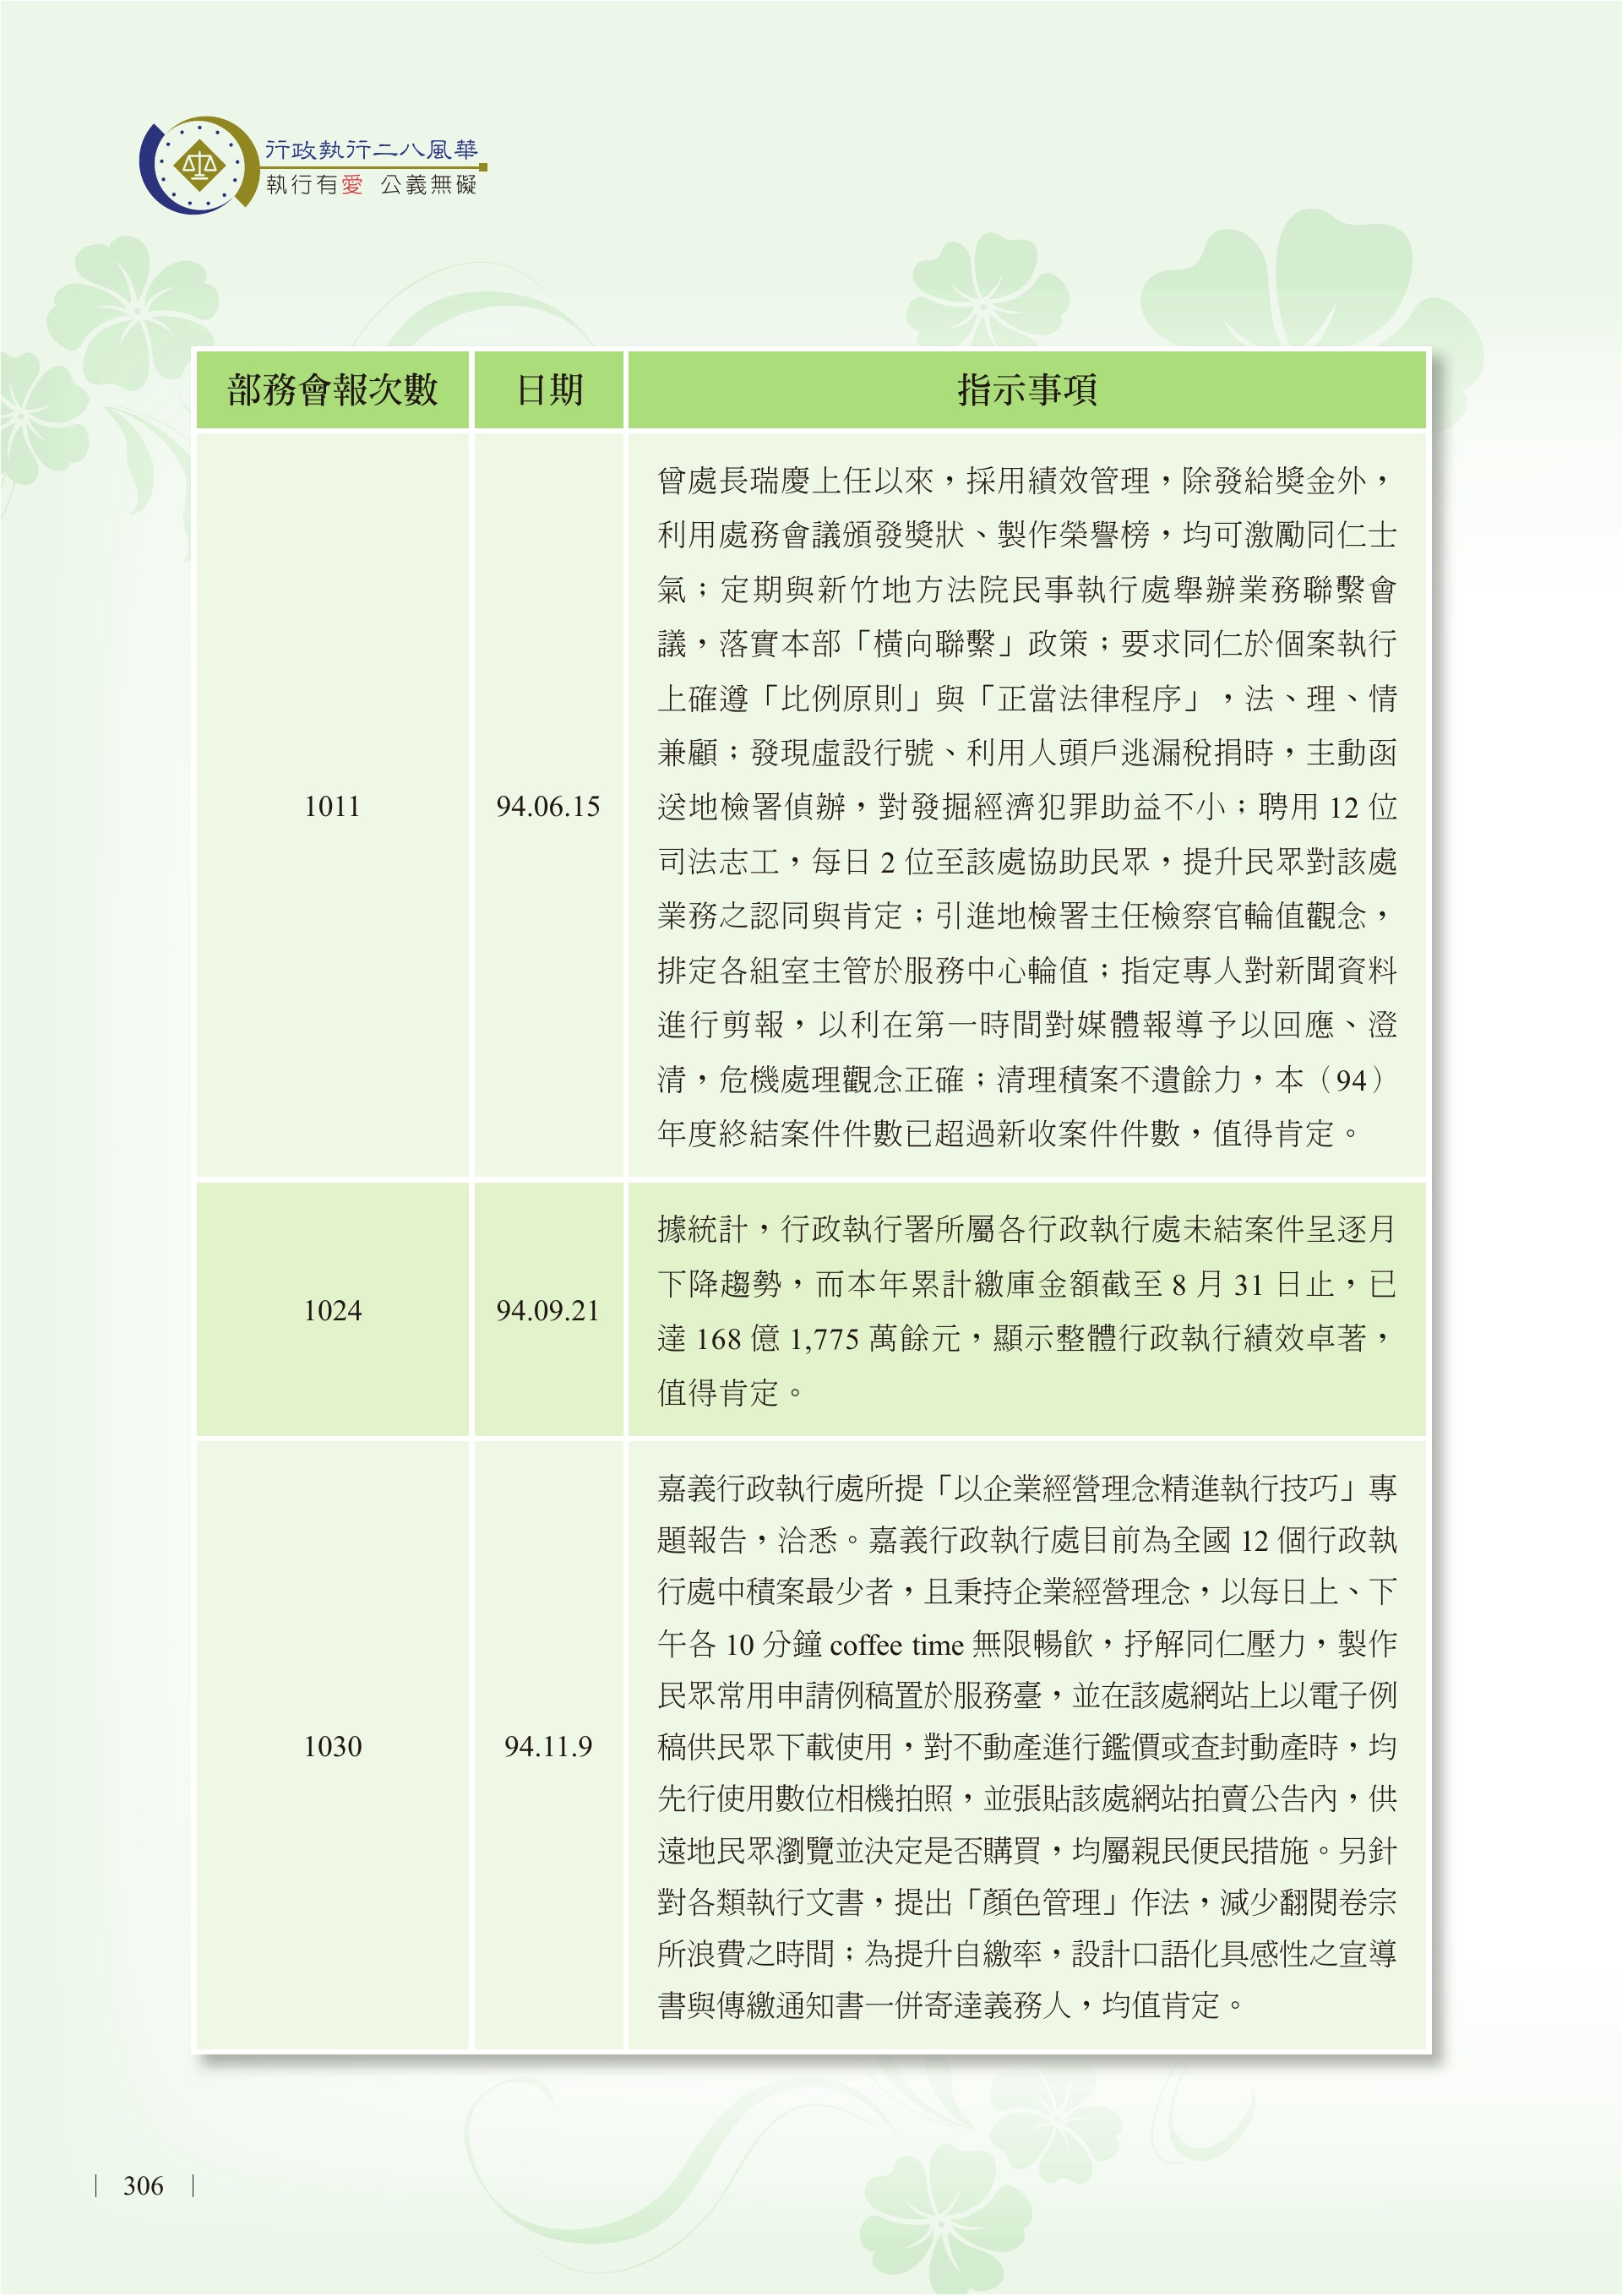 行政執行二八風華
執行有愛 公義無礙
部務會報次數
日期
指示事項
1011
94.06.15
曾處長瑞慶上任以來，採用績效管理，除發給獎金外，
利用處務會議頒發獎狀、製作榮譽榜，均可激勵同仁士
氣；定期與新竹地方法院民事執行處舉辦業務聯繫會
議，落實本部「橫向聯繫」政策；要求同仁於個案執行
上確遵「比例原則」與「正當法律程序」，法、理、情
兼顧；發現虛設行號、利用人頭戶逃漏稅捐時，主動函
送地檢署偵辦，對發掘經濟犯罪助益不小；聘用 12 位
司法志工，每日 2 位至該處協助民眾，提升民眾對該處
業務之認同與肯定；引進地檢署主任檢察官輪值觀念，
排定各組室主管於服務中心輪值；指定專人對新聞資料
進行剪報，以利在第一時間對媒體報導予以回應、澄
清，危機處理觀念正確；清理積案不遺餘力，本（94）
年度終結案件件數已超過新收案件件數，值得肯定。
1024
94.09.21
據統計，行政執行署所屬各行政執行處未結案件呈逐月
下降趨勢，而本年累計繳庫金額截至 8 月 31 日止，已
達 168 億 1,775 萬餘元，顯示整體行政執行績效卓著，
值得肯定。
1030
94.11.9
嘉義行政執行處所提「以企業經營理念精進執行技巧」專
題報告，洽悉。嘉義行政執行處目前為全國 12 個行政執
行處中積案最少者，且秉持企業經營理念，以每日上、下
午各 10 分鐘 coffee time 無限暢飲，抒解同仁壓力，製作
民眾常用申請例稿置於服務臺，並在該處網站上以電子例
稿供民眾下載使用，對不動產進行鑑價或查封動產時，均
先行使用數位相機拍照，並張貼該處網站拍賣公告內，供
遠地民眾瀏覽並決定是否購買，均屬親民便民措施。另針
對各類執行文書，提出「顏色管理」作法，減少翻閱卷宗
所浪費之時間；為提升自繳率，設計口語化具感性之宣導
書與傳繳通知書一併寄達義務人，均值肯定。
306